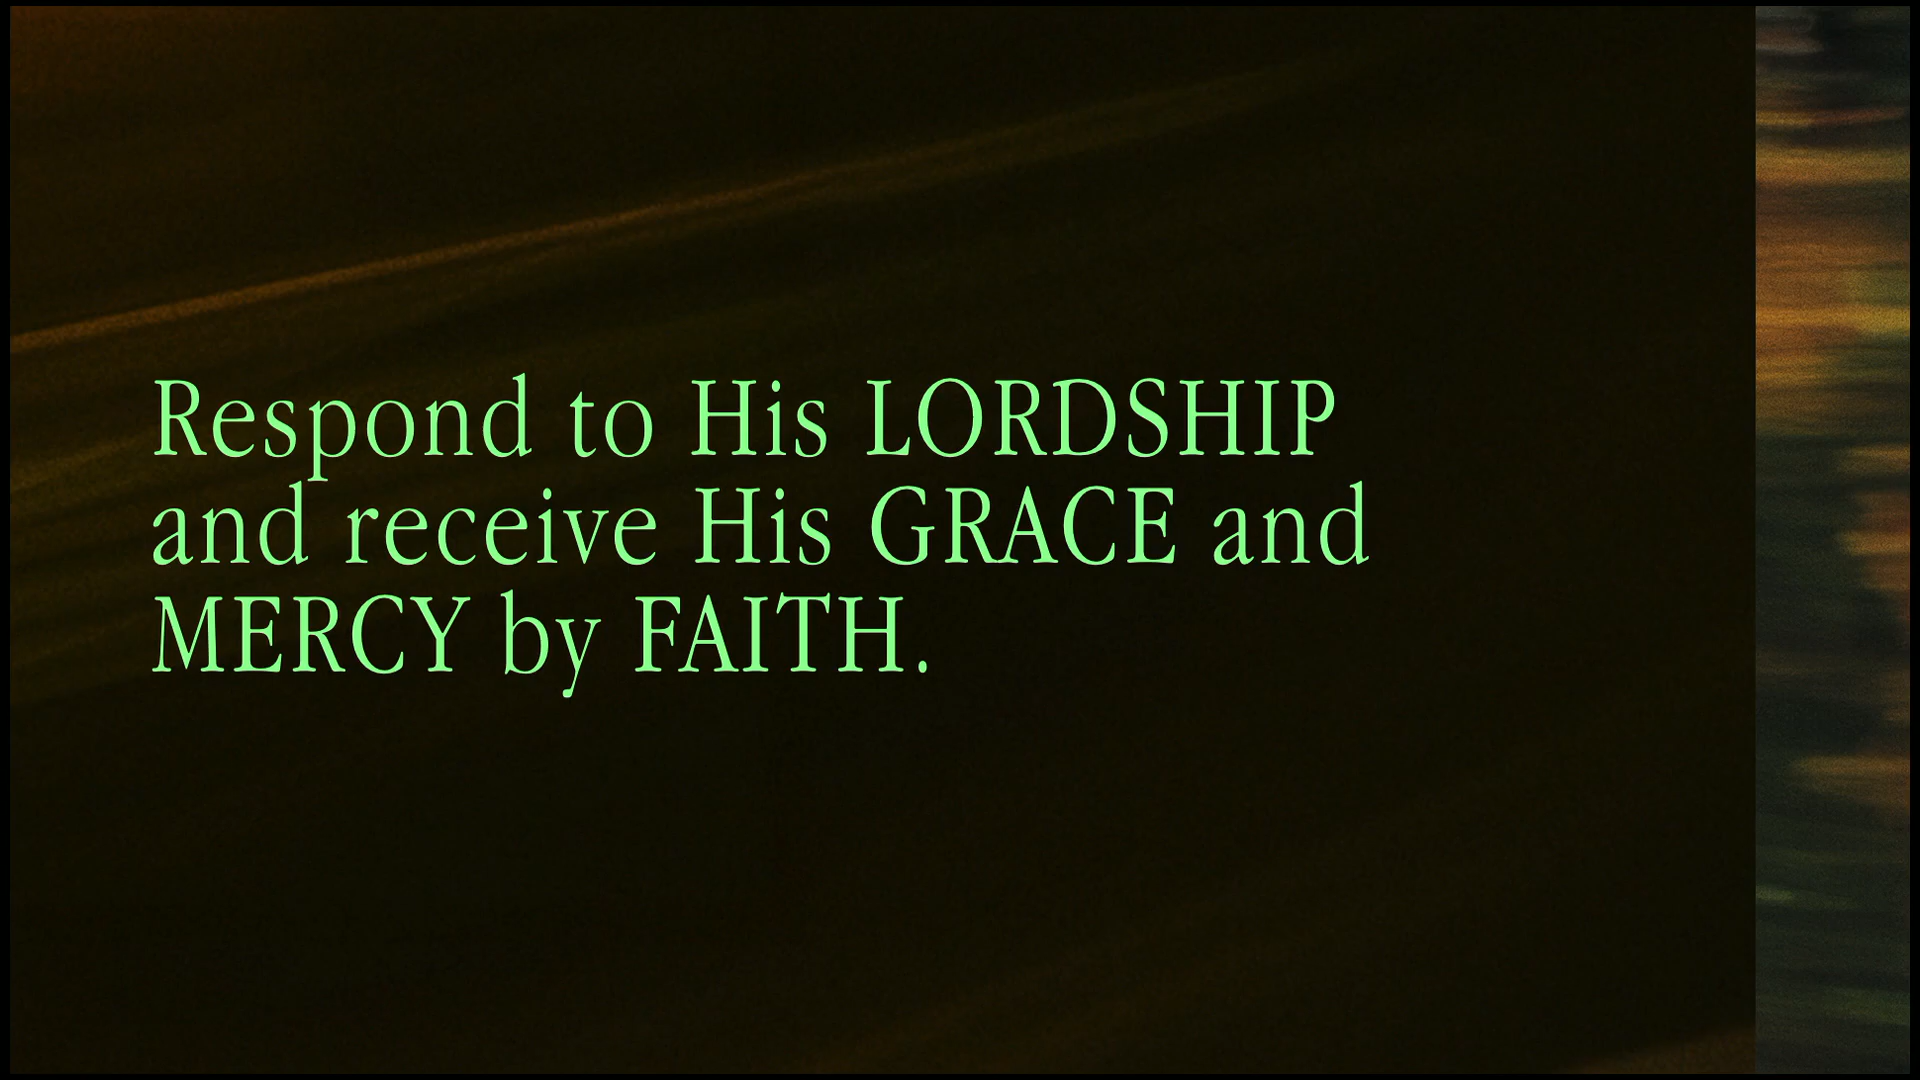 Respond to His LORDSHIP
and receive His GRACE and
MERCY by FAITH.